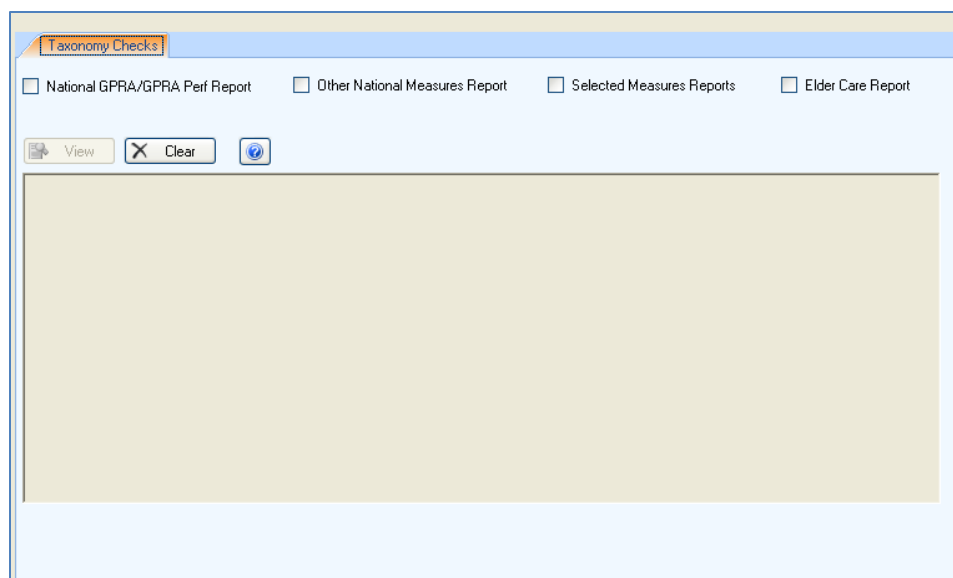 Taxonomy Checks
National GPRA/GPRA Perf Report Other National Measures Report Selected Measures Reports Elder Care Report
View Clear ?